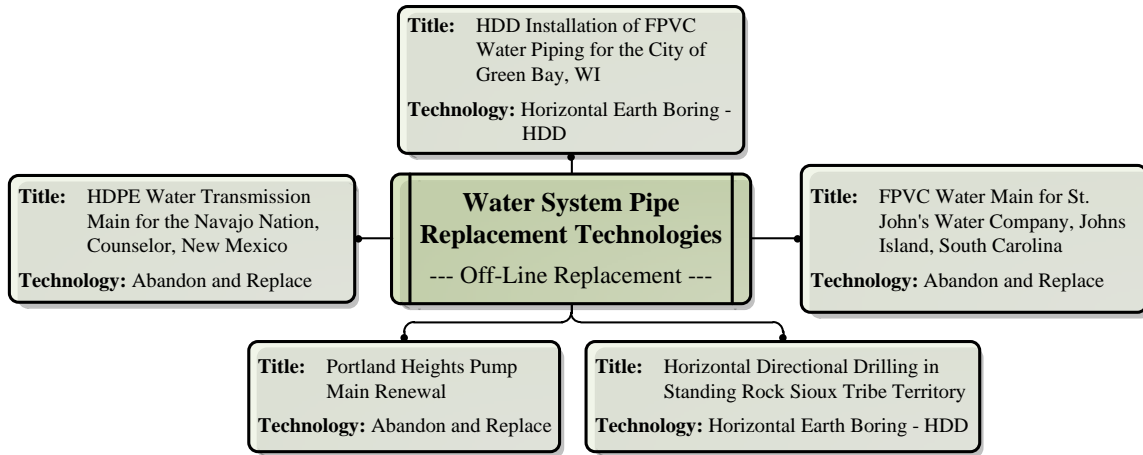 Title: HDD Installation of FPVC
Water Piping for the City of
Green Bay, WI
Technology: Horizontal Earth Boring -
HDD
Title: HDPE Water Transmission
Main for the Navajo Nation,
Counselor, New Mexico
Technology: Abandon and Replace
Water System Pipe
Replacement Technologies
--- Off-Line Replacement ---
Title: FPVC Water Main for St.
John's Water Company, Johns
Island, South Carolina
Technology: Abandon and Replace
Title: Portland Heights Pump
Main Renewal
Technology: Abandon and Replace
Title: Horizontal Directional Drilling in
Standing Rock Sioux Tribe Territory
Technology: Horizontal Earth Boring - HDD